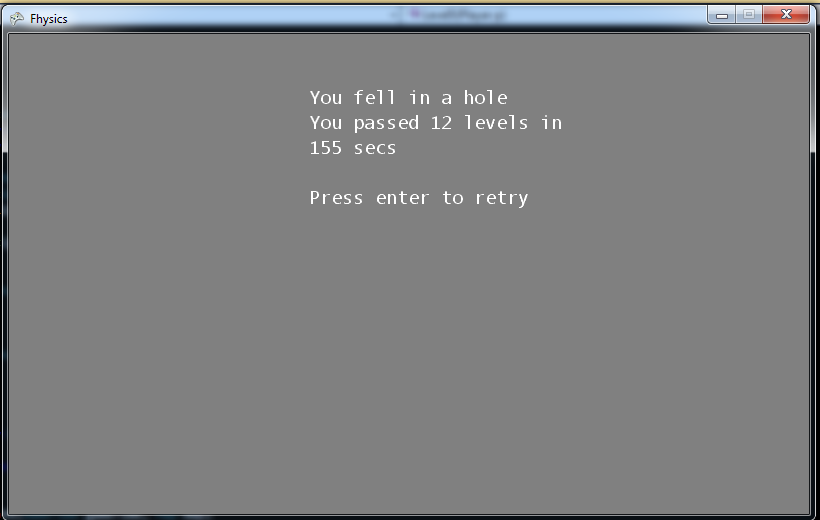 Fhysics
You fell in a hole
You passed 12 levels in
155 secs
Press enter to retry